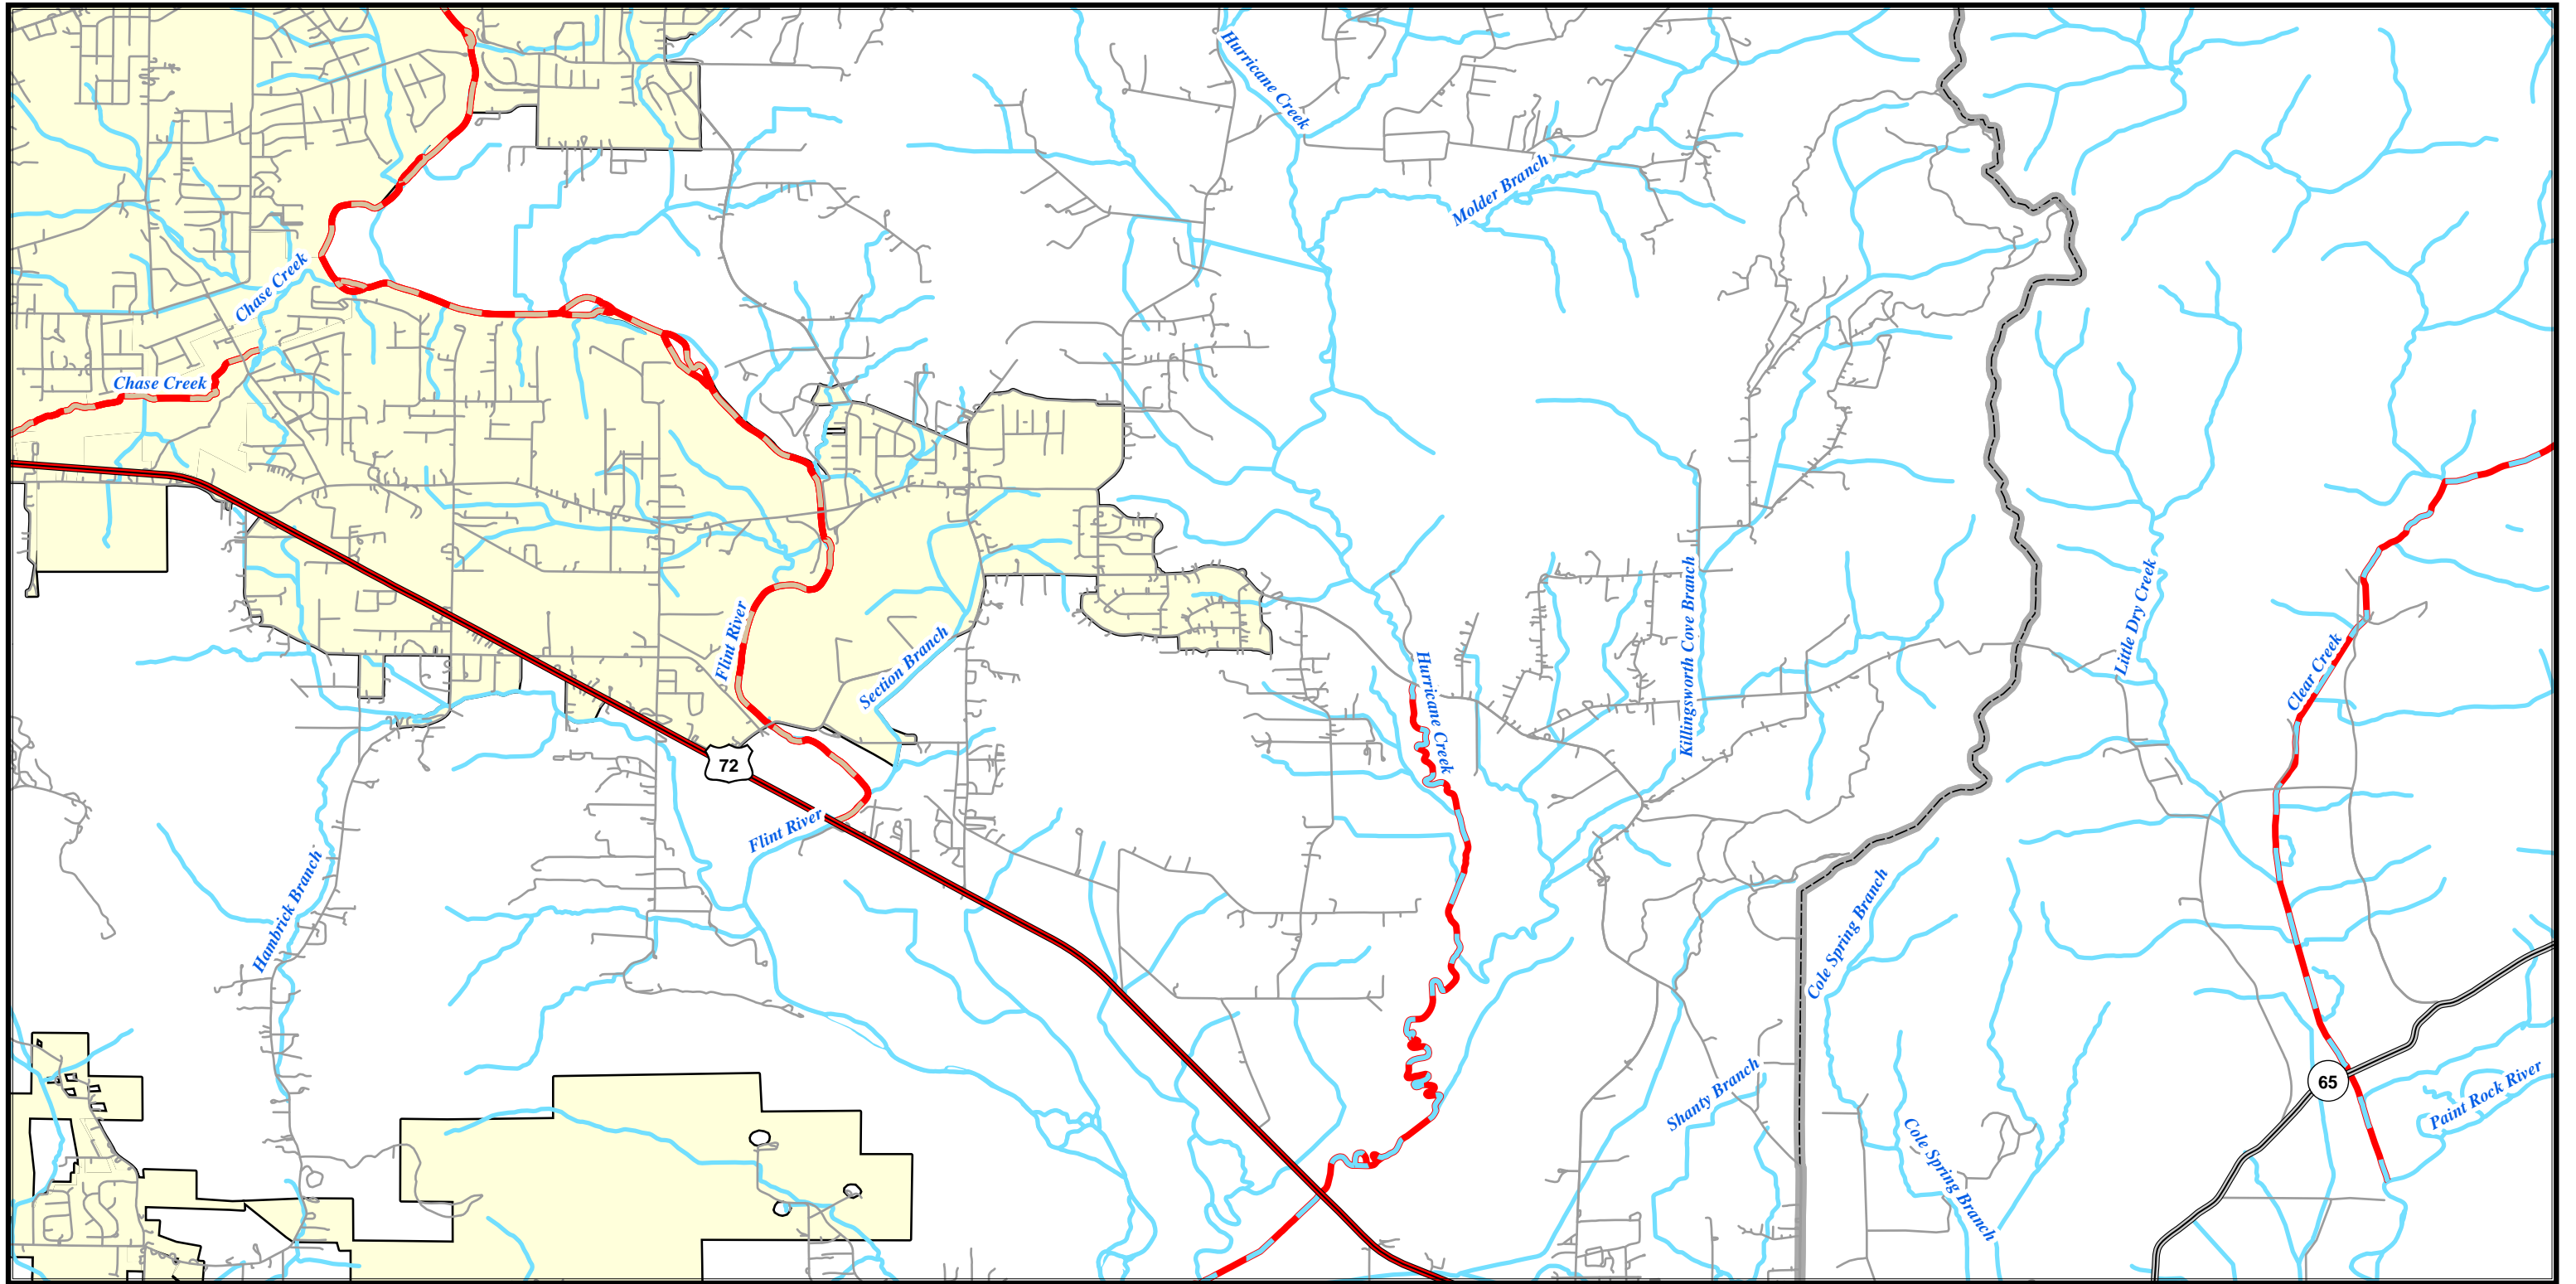 Hurricane Creek
Molder Branch
Chase Creek
Chase Creek
Flint River
Section Branch
Hurricane Creek
Killingsworth Cove Branch
Little Dry Creek
Clear Creek
72
Flint River
Hambrick Branch
Cole Spring Branch
65
Paint Rock River
Shanty Branch
Cole Spring Branch